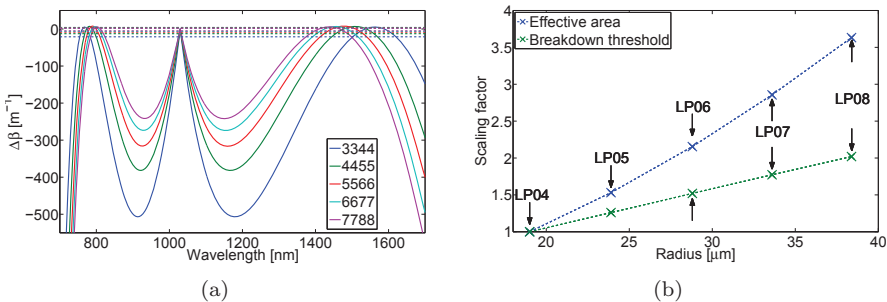 0
−100
−200
−300
−400
−500
Δβ [m⁻¹]
3344
4455
5566
6677
7788
800
1000
1200
1400
1600
Wavelength [nm]
(a)
Effective area
Breakdown threshold
4
3.5
3
2.5
2
1.5
1
Scaling factor
LP04
LP05
LP06
LP07
LP08
20
25
30
35
40
Radius [μm]
(b)